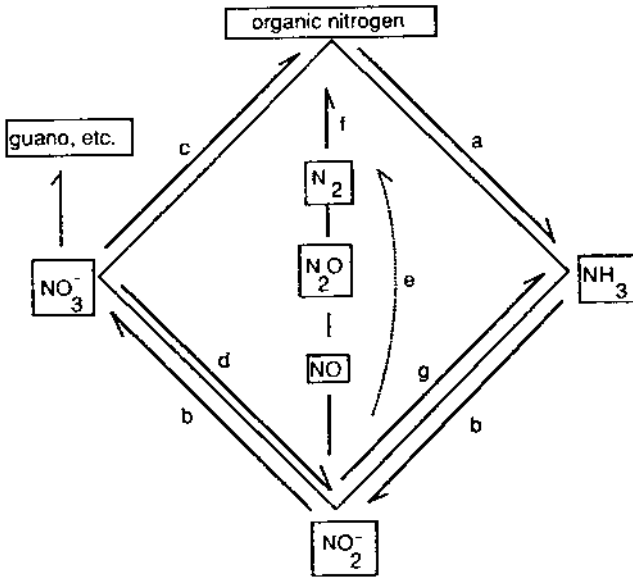 organic nitrogen
f
guano, etc.
c
a
N2
NO3-
N2O
NH3
e
NO
d
g
b
b
NO2-